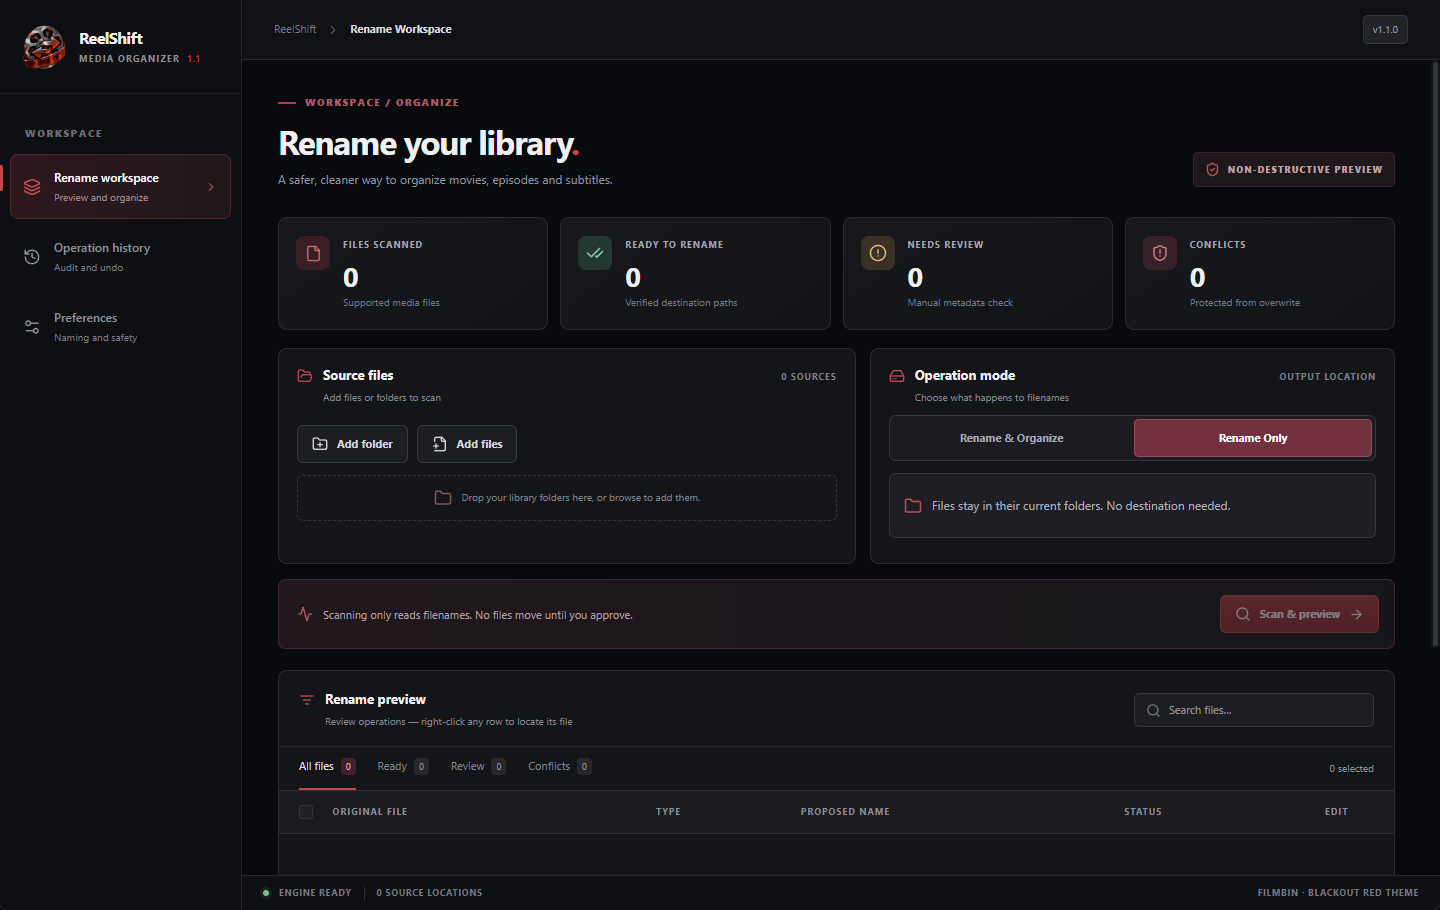 ReelShift
MEDIA ORGANIZER 1.1
WORKSPACE
Rename workspace
Preview and organize
Operation history
Audit and undo
Preferences
Naming and safety
ReelShift
Rename Workspace
v1.1.0
WORKSPACE / ORGANIZE
Rename your library.
A safer, cleaner way to organize movies, episodes and subtitles.
NON-DESTRUCTIVE PREVIEW
FILES SCANNED
0
Supported media files
READY TO RENAME
0
Verified destination paths
NEEDS REVIEW
0
Manual metadata check
CONFLICTS
0
Protected from overwrite
Source files
0 SOURCES
Add files or folders to scan
Add folder
Add files
Drop your library folders here, or browse to add them.
Operation mode
OUTPUT LOCATION
Choose what happens to filenames
Rename & Organize
Rename Only
Files stay in their current folders. No destination needed.
Scanning only reads filenames. No files move until you approve.
Scan & preview
Rename preview
Review operations — right-click any row to locate its file
Search files...
All files 0
Ready 0
Review 0
Conflicts 0
0 selected
ORIGINAL FILE
TYPE
PROPOSED NAME
STATUS
EDIT
ENGINE READY
0 SOURCE LOCATIONS
FILMBIN · BLACKOUT RED THEME